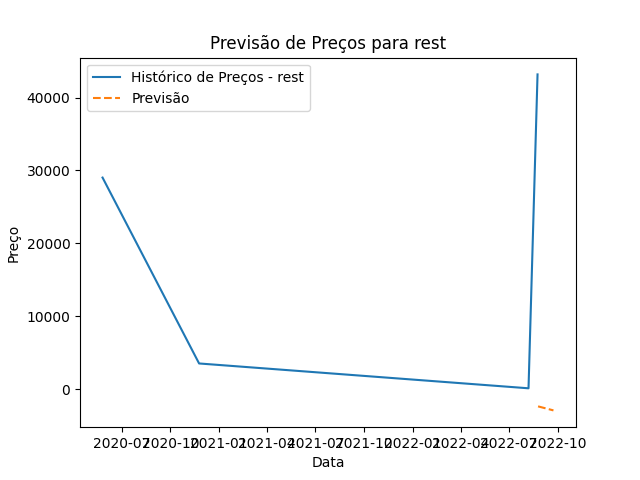 Previsão de Preços para rest
Histórico de Preços - rest
Previsão
40000
30000
20000
10000
0
Preço
2020-07 2020-10 2021-01 2021-04 2021-07 2021-10 2022-01 2022-04 2022-07 2022-10
Data